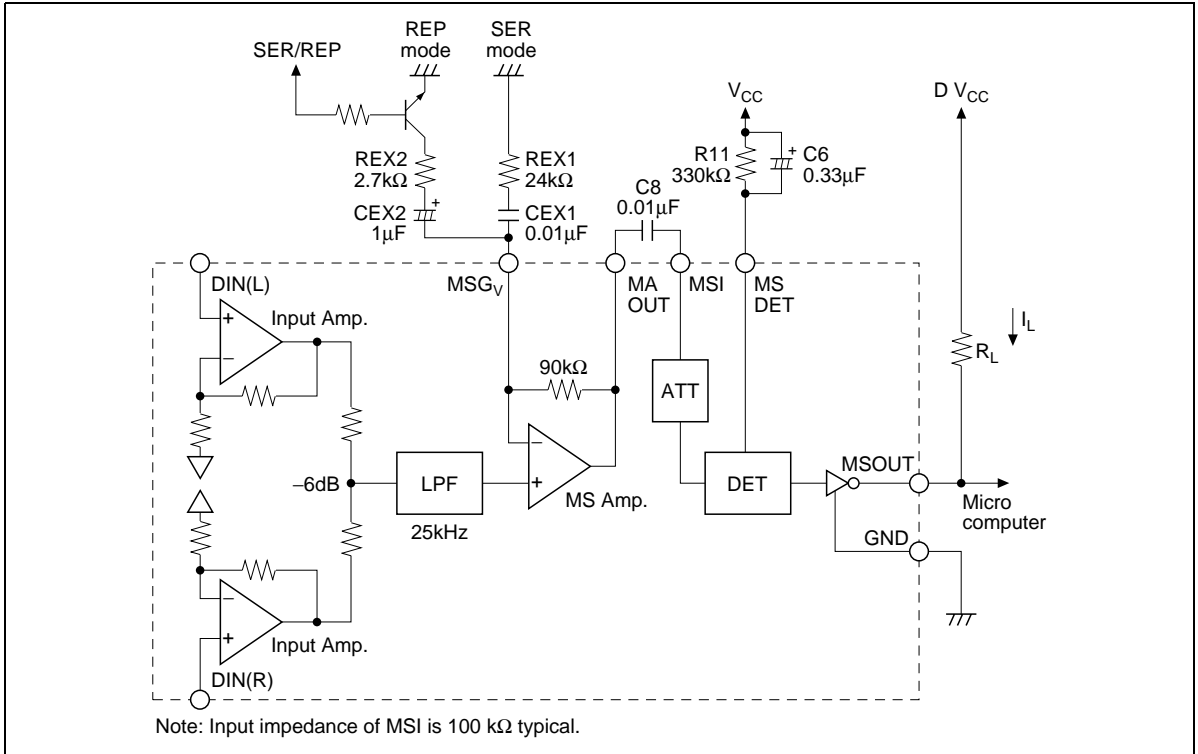 SER/REP
REP
mode
SER
mode
VCC
D VCC
REX2
2.7kΩ
REX1
24kΩ
R11
330kΩ
+
C6
0.33µF
C8
0.01µF
CEX2
1µF
+
CEX1
0.01µF
DIN(L)
MSGV
MA
OUT
MSI
MS
DET
IL
RL
Input Amp.
+
−
90kΩ
ATT
−6dB
LPF
25kHz
−
+
MS Amp.
DET
MSOUT
Micro
computer
GND
−
+
Input Amp.
DIN(R)
Note: Input impedance of MSI is 100 kΩ typical.